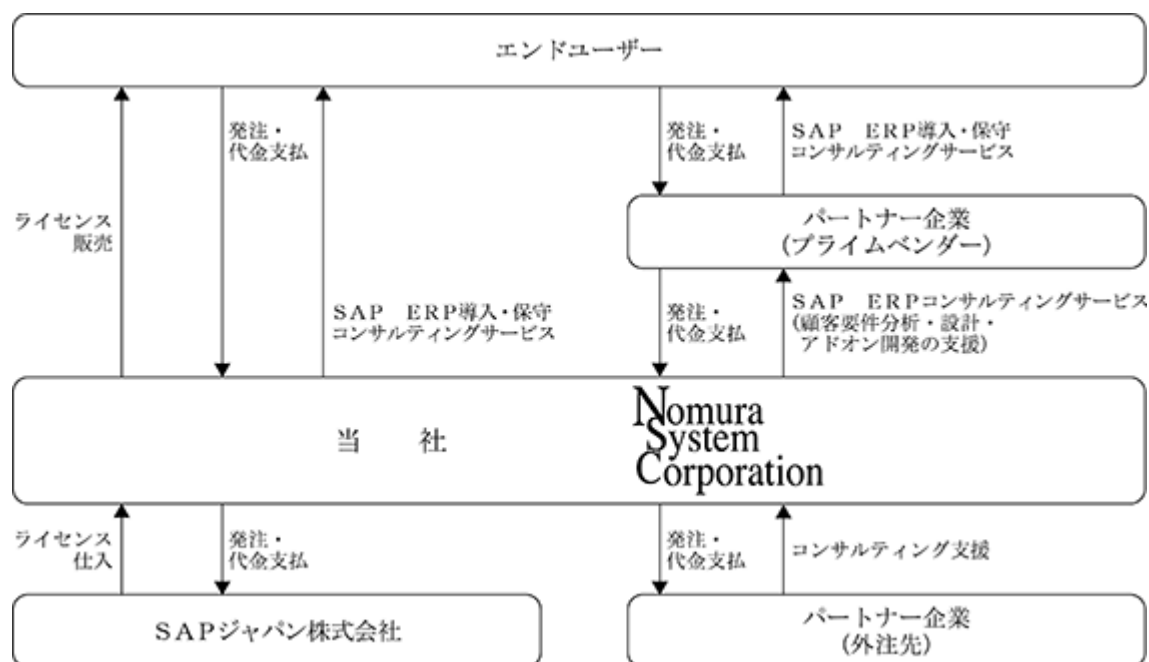 エンドユーザー
発注・
代金支払
発注・
代金支払
SAP ERP導入・保守
コンサルティングサービス
ライセンス
販売
パートナー企業
(プライムベンダー)
SAP ERP導入・保守
コンサルティングサービス
発注・
代金支払
SAP ERPコンサルティングサービス
(顧客要件分析・設計・
アドオン開発の支援)
当 社
Nomura
System
Corporation
ライセンス
仕入
発注・
代金支払
発注・
代金支払
コンサルティング支援
SAPジャパン株式会社
パートナー企業
(外注先)